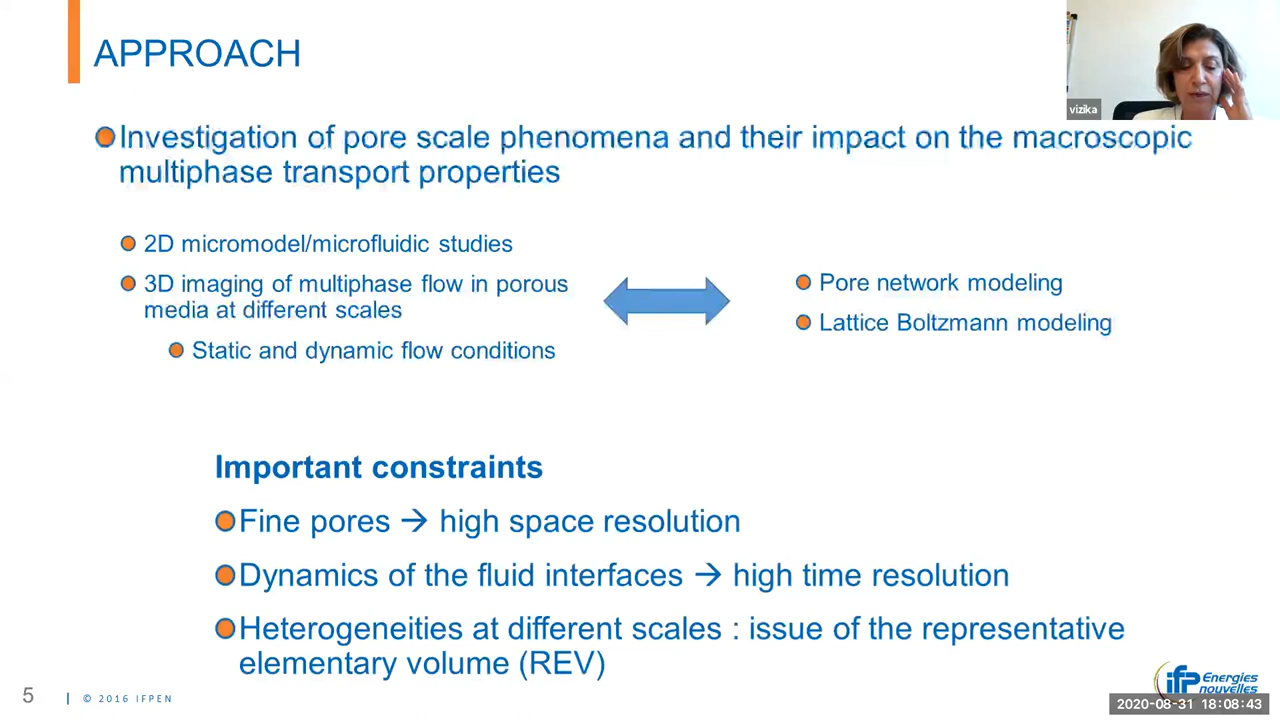 APPROACH
vizika
Investigation of pore scale phenomena and their impact on the macroscopic
multiphase transport properties
2D micromodel/microfluidic studies
3D imaging of multiphase flow in porous
media at different scales
Static and dynamic flow conditions
Pore network modeling
Lattice Boltzmann modeling
Important constraints
Fine pores → high space resolution
Dynamics of the fluid interfaces → high time resolution
Heterogeneities at different scales : issue of the representative
elementary volume (REV)
5 | © 2016 IFPEN
ifp Energies
nouvelles
2020-08-31 18:08:43